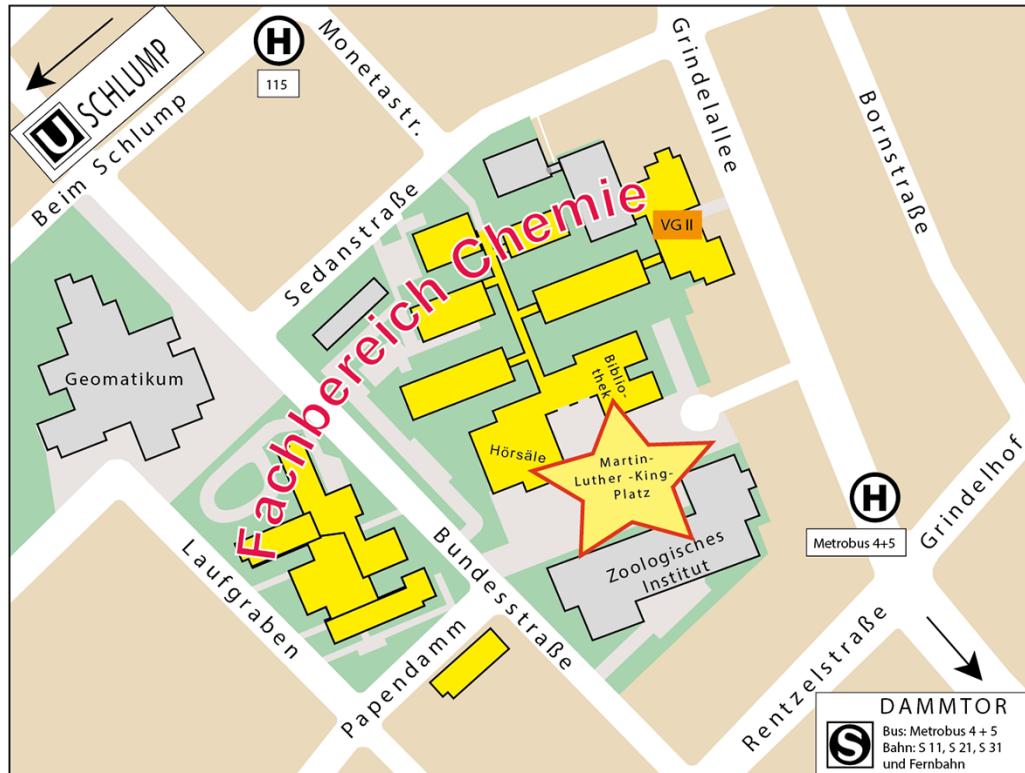 U SCHLUMP
H
115
Monetastr.
Beim Schlump
Grindelallee
Bornstraße
Sedanstraße
Fachbereich Chemie
VG II
Geomatikum
Biblio-
thek
Hörsäle
Martin-
Luther -King-
Platz
Zoologisches
Institut
H
Metrobus 4+5
Grindelhof
Laufgraben
Bundesstraße
Papendamm
Rentzelstraße
DAMMTOR
S
Bus: Metrobus 4 + 5
Bahn: S 11, S 21, S 31
und Fernbahn